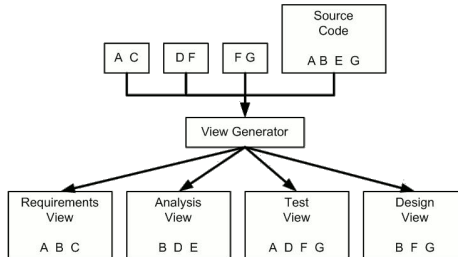 Source
Code
A C
D F
F G
A B E G
View Generator
Requirements
View
A B C
Analysis
View
B D E
Test
View
A D F G
Design
View
B F G